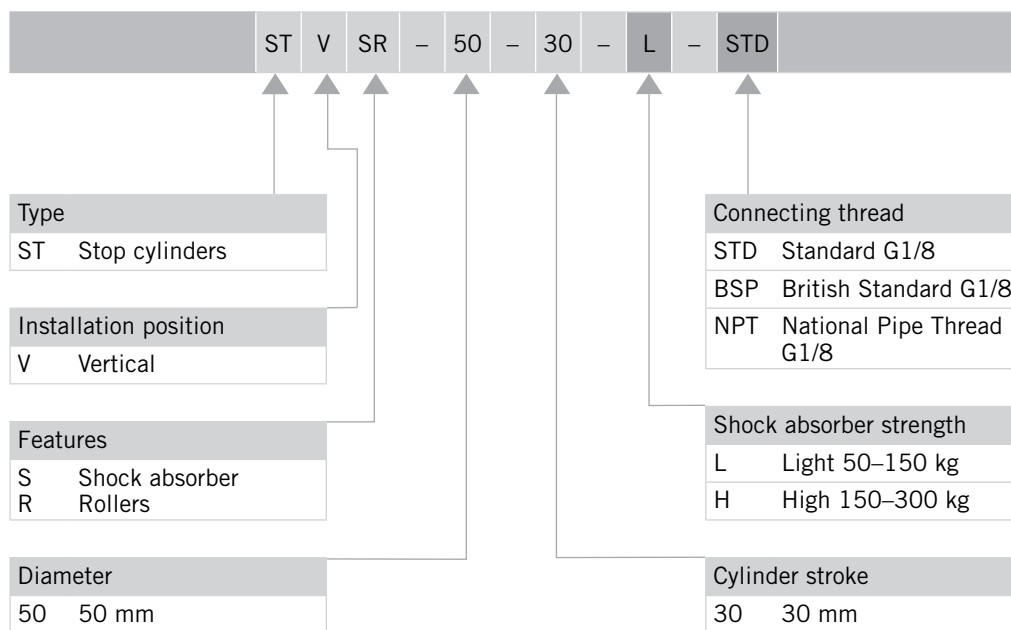 ST V SR – 50 – 30 – L – STD
Type
ST Stop cylinders
Installation position
V Vertical
Features
S Shock absorber
R Rollers
Diameter
50 50 mm
Connecting thread
STD Standard G1/8
BSP British Standard G1/8
NPT National Pipe Thread
G1/8
Shock absorber strength
L Light 50–150 kg
H High 150–300 kg
Cylinder stroke
30 30 mm